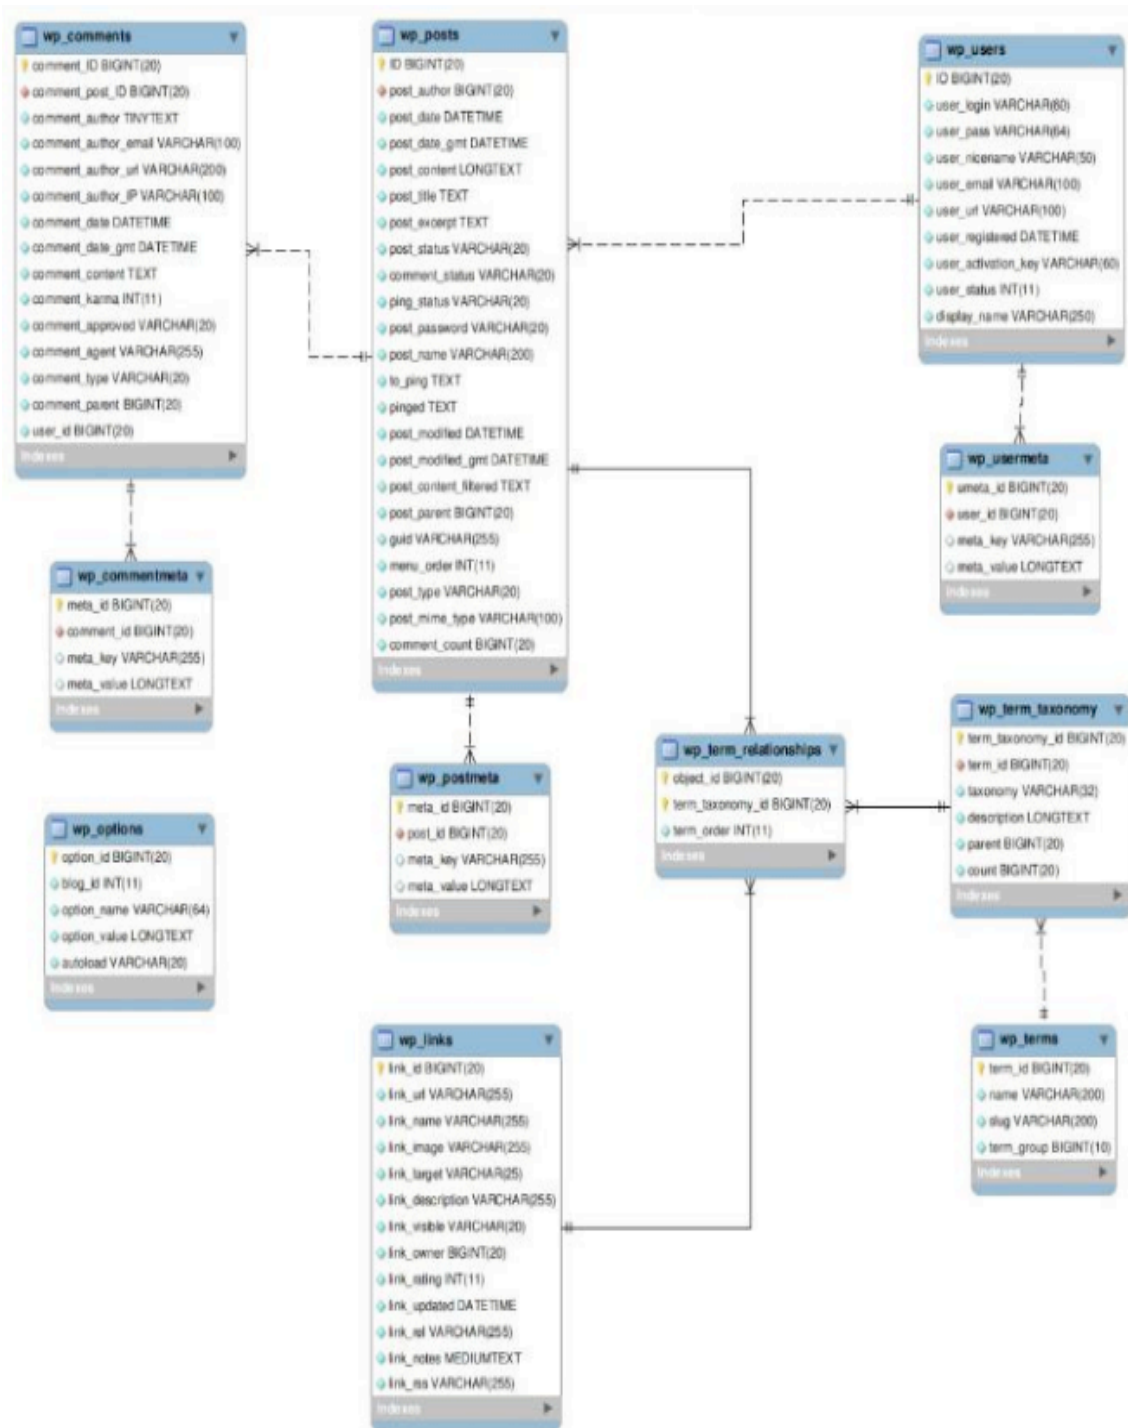 wp_comments
comment_ID BIGINT(20)
comment_post_ID BIGINT(20)
comment_author TINYTEXT
comment_author_email VARCHAR(100)
comment_author_url VARCHAR(200)
comment_author_IP VARCHAR(100)
comment_date DATETIME
comment_date_gmt DATETIME
comment_content TEXT
comment_karma INT(11)
comment_approved VARCHAR(20)
comment_agent VARCHAR(255)
comment_type VARCHAR(20)
comment_parent BIGINT(20)
user_id BIGINT(20)
Indexes
wp_posts
ID BIGINT(20)
post_author BIGINT(20)
post_date DATETIME
post_date_gmt DATETIME
post_content LONGTEXT
post_title TEXT
post_excerpt TEXT
post_status VARCHAR(20)
comment_status VARCHAR(20)
ping_status VARCHAR(20)
post_password VARCHAR(20)
post_name VARCHAR(200)
to_ping TEXT
pinged TEXT
post_modified DATETIME
post_modified_gmt DATETIME
post_content_filtered TEXT
post_parent BIGINT(20)
guid VARCHAR(255)
menu_order INT(11)
post_type VARCHAR(20)
post_mime_type VARCHAR(100)
comment_count BIGINT(20)
Indexes
wp_users
ID BIGINT(20)
user_login VARCHAR(60)
user_pass VARCHAR(64)
user_nicename VARCHAR(50)
user_email VARCHAR(100)
user_url VARCHAR(100)
user_registered DATETIME
user_activation_key VARCHAR(60)
user_status INT(11)
display_name VARCHAR(250)
Indexes
wp_usermeta
umeta_id BIGINT(20)
user_id BIGINT(20)
meta_key VARCHAR(255)
meta_value LONGTEXT
Indexes
wp_commentmeta
meta_id BIGINT(20)
comment_id BIGINT(20)
meta_key VARCHAR(255)
meta_value LONGTEXT
Indexes
wp_postmeta
meta_id BIGINT(20)
post_id BIGINT(20)
meta_key VARCHAR(255)
meta_value LONGTEXT
Indexes
wp_term_relationships
object_id BIGINT(20)
term_taxonomy_id BIGINT(20)
term_order INT(11)
Indexes
wp_term_taxonomy
term_taxonomy_id BIGINT(20)
term_id BIGINT(20)
taxonomy VARCHAR(32)
description LONGTEXT
parent BIGINT(20)
count BIGINT(20)
Indexes
wp_options
option_id BIGINT(20)
blog_id INT(11)
option_name VARCHAR(64)
option_value LONGTEXT
autoload VARCHAR(20)
Indexes
wp_links
link_id BIGINT(20)
link_url VARCHAR(255)
link_name VARCHAR(255)
link_image VARCHAR(255)
link_target VARCHAR(25)
link_description VARCHAR(255)
link_visible VARCHAR(20)
link_owner BIGINT(20)
link_rating INT(11)
link_updated DATETIME
link_rel VARCHAR(255)
link_notes MEDIUMTEXT
link_rss VARCHAR(255)
Indexes
wp_terms
term_id BIGINT(20)
name VARCHAR(200)
slug VARCHAR(200)
term_group BIGINT(10)
Indexes